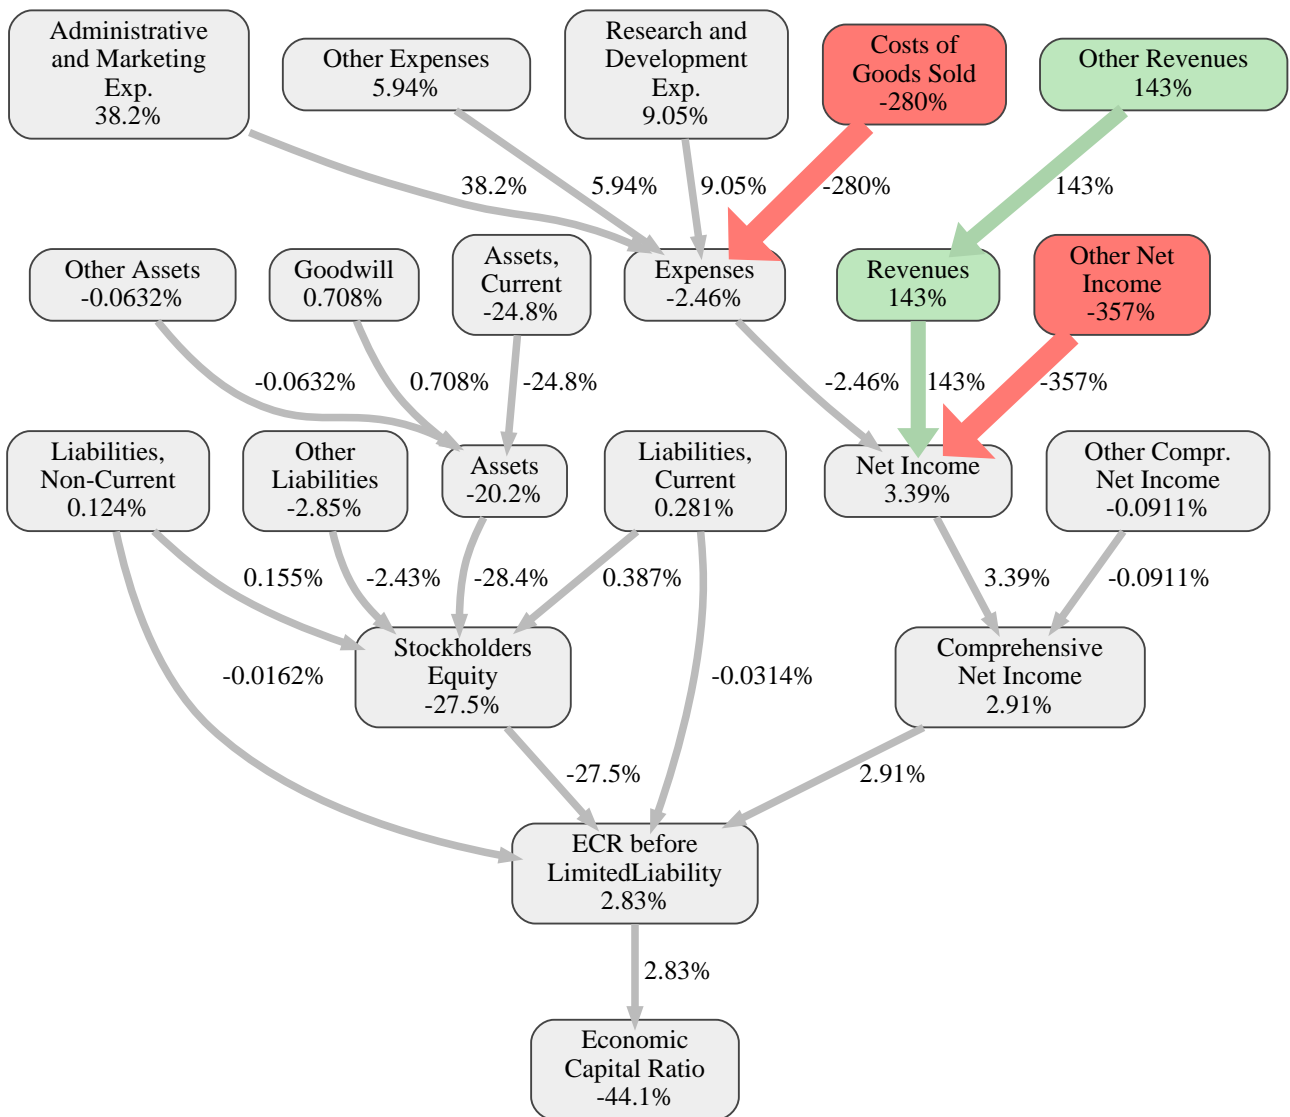 Administrative
and Marketing
Exp.
38.2%
Other Expenses
5.94%
Research and
Development
Exp.
9.05%
Costs of
Goods Sold
-280%
Other Revenues
143%
38.2%
5.94%
9.05%
-280%
143%
Other Assets
-0.0632%
Goodwill
0.708%
Assets,
Current
-24.8%
Expenses
-2.46%
Revenues
143%
Other Net
Income
-357%
-0.0632%
0.708%
-24.8%
-2.46%
143%
-357%
Liabilities,
Non-Current
0.124%
Other
Liabilities
-2.85%
Assets
-20.2%
Liabilities,
Current
0.281%
Net Income
3.39%
Other Compr.
Net Income
-0.0911%
0.155%
-2.43%
-28.4%
0.387%
3.39%
-0.0911%
-0.0162%
Stockholders
Equity
-27.5%
-0.0314%
Comprehensive
Net Income
2.91%
-27.5%
2.91%
ECR before
LimitedLiability
2.83%
2.83%
Economic
Capital Ratio
-44.1%